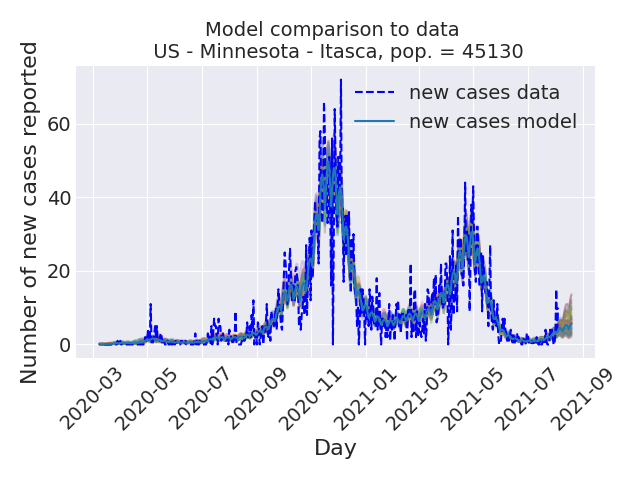 Model comparison to data
US - Minnesota - Itasca, pop. = 45130
Number of new cases reported
60
40
20
0
new cases data
new cases model
2020-03
2020-05
2020-07
2020-09
2020-11
2021-01
2021-03
2021-05
2021-07
2021-09
Day